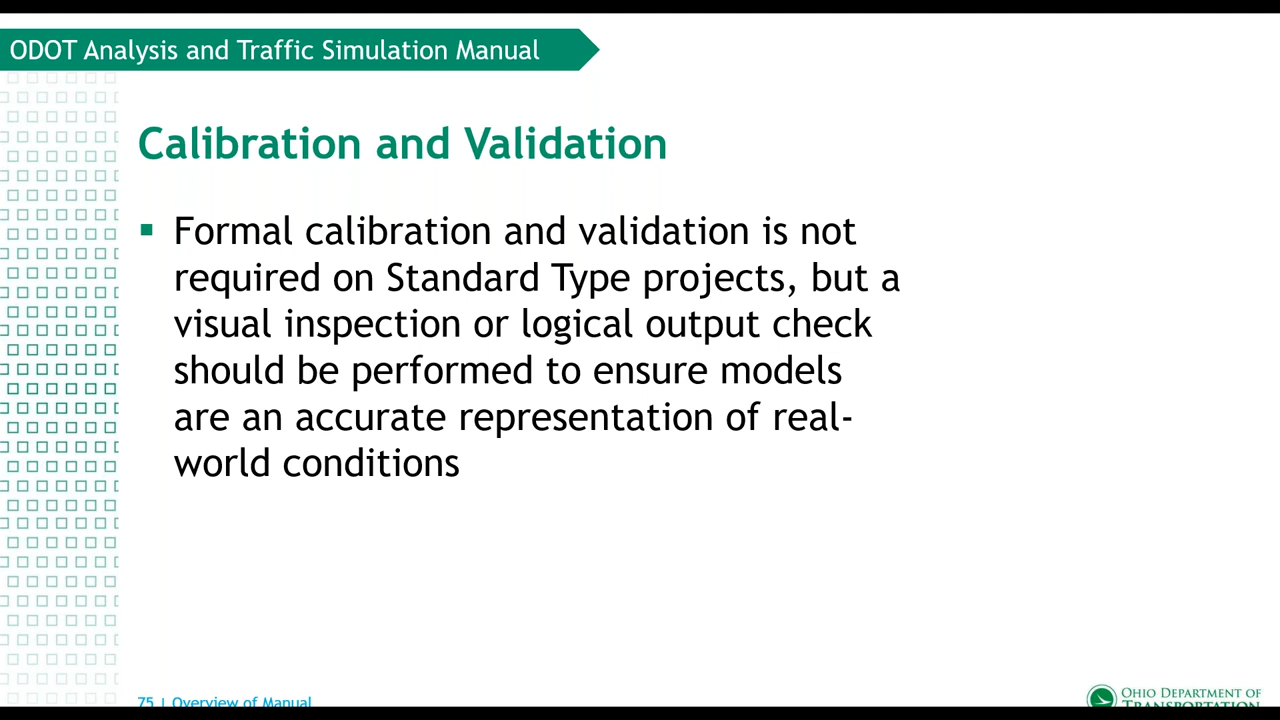 ODOT Analysis and Traffic Simulation Manual
Calibration and Validation
Formal calibration and validation is not
required on Standard Type projects, but a
visual inspection or logical output check
should be performed to ensure models
are an accurate representation of real-
world conditions
75 | Overview of Manual
OHIO DEPARTMENT OF
TRANSPORTATION